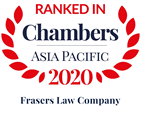 RANKED IN
Chambers
ASIA PACIFIC
2020
Frasers Law Company